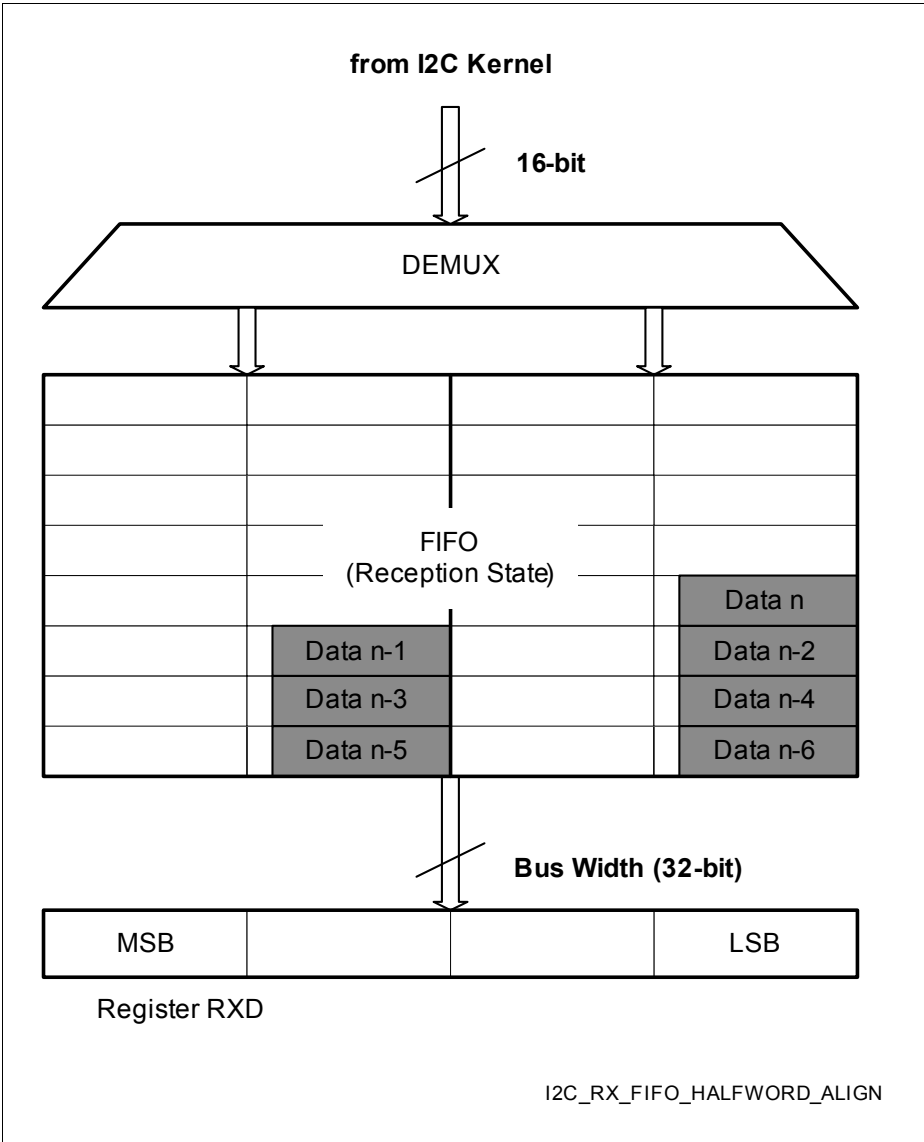 from I2C Kernel
16-bit
DEMUX
FIFO
(Reception State)
Data n
Data n-1
Data n-2
Data n-3
Data n-4
Data n-5
Data n-6
Bus Width (32-bit)
MSB
LSB
Register RXD
I2C_RX_FIFO_HALFWORD_ALIGN